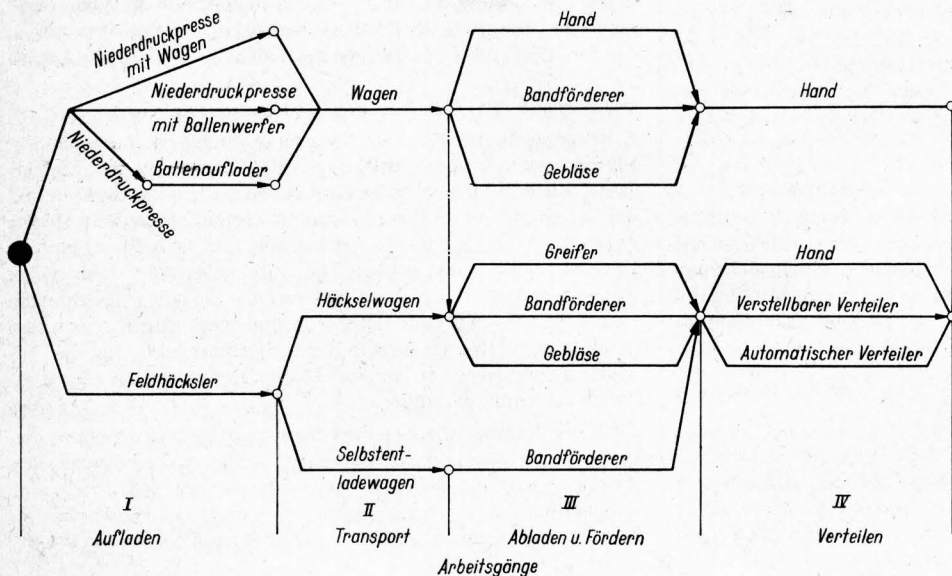 Hand
Niederdruckpresse
mit Wagen
Niederdruckpresse
mit Ballenwerfer
Wagen
Bandförderer
Hand
Niederdruckpresse
Ballenauflader
Gebläse
Greifer
Hand
Häckselwagen
Bandförderer
Verstellbarer Verteiler
Gebläse
Automatischer Verteiler
Feldhäcksler
Selbstent-
ladewagen
Bandförderer
I
II
III
IV
Aufladen
Transport
Abladen u. Fördern
Verteilen
Arbeitsgänge